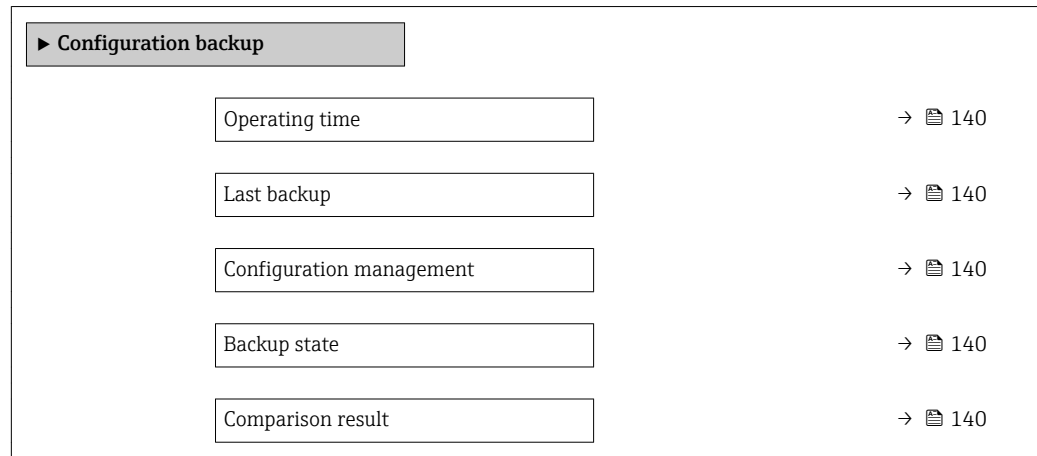 ▶ Configuration backup
Operating time → 🖹 140
Last backup → 🖹 140
Configuration management → 🖹 140
Backup state → 🖹 140
Comparison result → 🖹 140